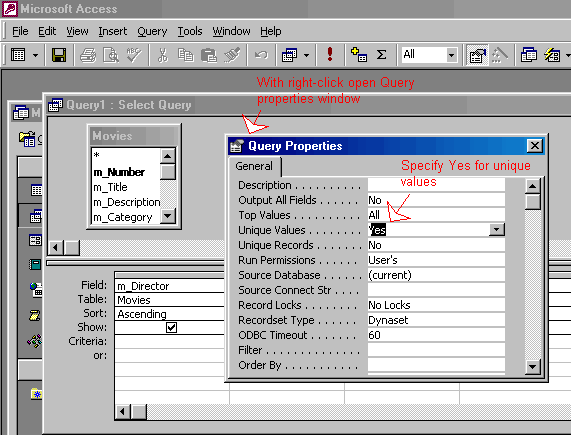 Microsoft Access
File Edit View Insert Query Tools Window Help
All
With right-click open Query
properties window
Query1 : Select Query
Movies
*
m_Number
m_Title
m_Description
m_Category
Query Properties
General
Specify Yes for unique
values
Description
Output All Fields No
Top Values All
Unique Values Yes
Unique Records No
Run Permissions User's
Source Database (current)
Source Connect Str
Record Locks No Locks
Recordset Type Dynaset
ODBC Timeout 60
Filter
Order By
Field: m_Director
Table: Movies
Sort: Ascending
Show:
Criteria:
or: